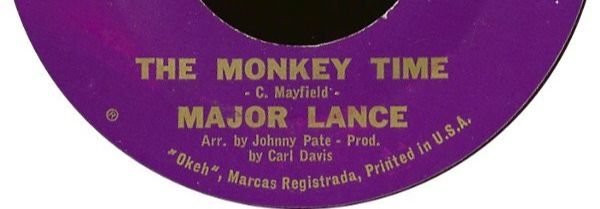 THE MONKEY TIME
- C. Mayfield -
®
MAJOR LANCE
Arr. by Johnny Pate - Prod.
by Carl Davis
"Okeh", Marcas Registrada, Printed in U.S.A.